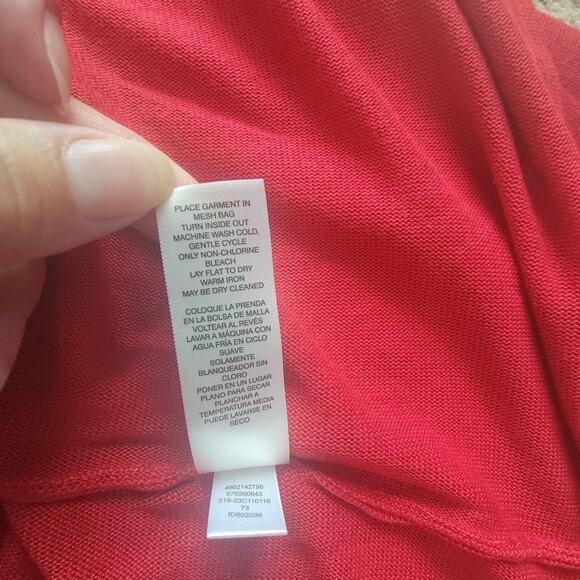 PLACE GARMENT IN
MESH BAG
TURN INSIDE OUT
MACHINE WASH COLD,
GENTLE CYCLE
ONLY NON-CHLORINE
BLEACH
LAY FLAT TO DRY
WARM IRON
MAY BE DRY CLEANED
COLOQUE LA PRENDA
EN LA BOLSA DE MALLA
VOLTEAR AL REVÉS
LAVAR A MÁQUINA CON
AGUA FRÍA EN CICLO
SUAVE
SOLAMENTE
BLANQUEADOR SIN
CLORO
PONER EN UN LUGAR
PLANO PARA SECAR
PLANCHAR A
TEMPERATURA MEDIA
PUEDE LAVARSE EN
SECO
4902142798
570350843
215-23C110116
73
ID802036